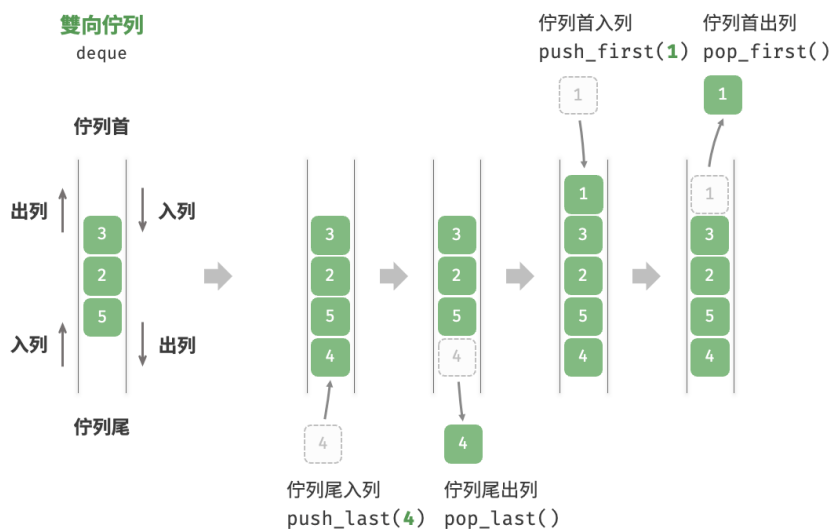 雙向佇列
deque
佇列首
出列
入列
3
2
5
入列
出列
佇列尾
3
2
5
4
4
佇列尾入列
push_last(4)
3
2
5
4
4
佇列尾出列
pop_last()
佇列首入列
push_first(1)
1
1
3
2
5
4
佇列首出列
pop_first()
1
1
3
2
5
4